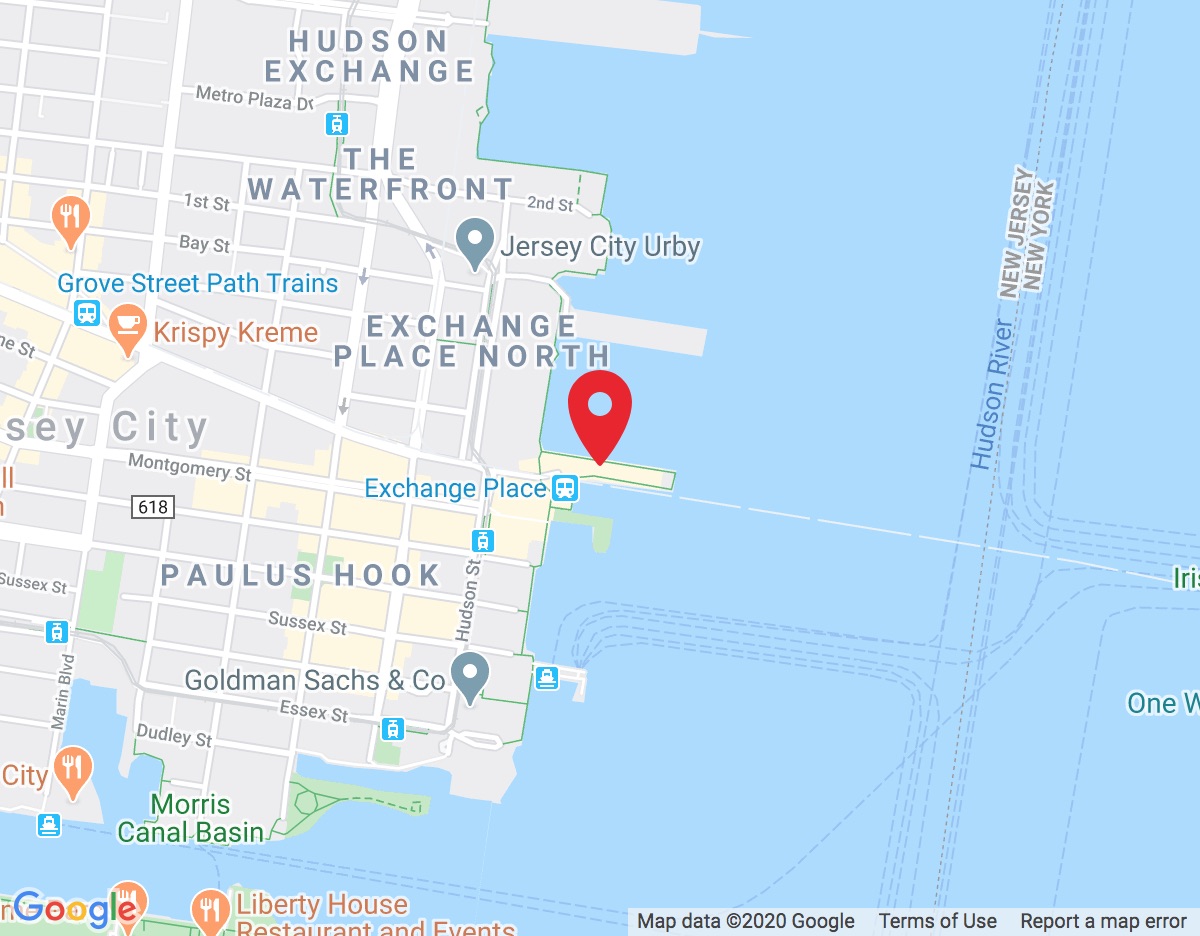 HUDSON
EXCHANGE
Metro Plaza Dr
THE
WATERFRONT
1st St
2nd St
Bay St
Jersey City Urby
NEW JERSEY
NEW YORK
Grove Street Path Trains
Krispy Kreme
EXCHANGE
PLACE NORTH
ne St
Hudson River
sey City
Montgomery St
ll
n
Exchange Place
618
PAULUS HOOK
Iris
Sussex St
Sussex St
Hudson St
Marin Blvd
Goldman Sachs & Co
One W
Essex St
Dudley St
City
Morris
Canal Basin
Liberty House
Restaurant and Events
Google
Map data ©2020 Google
Terms of Use
Report a map error